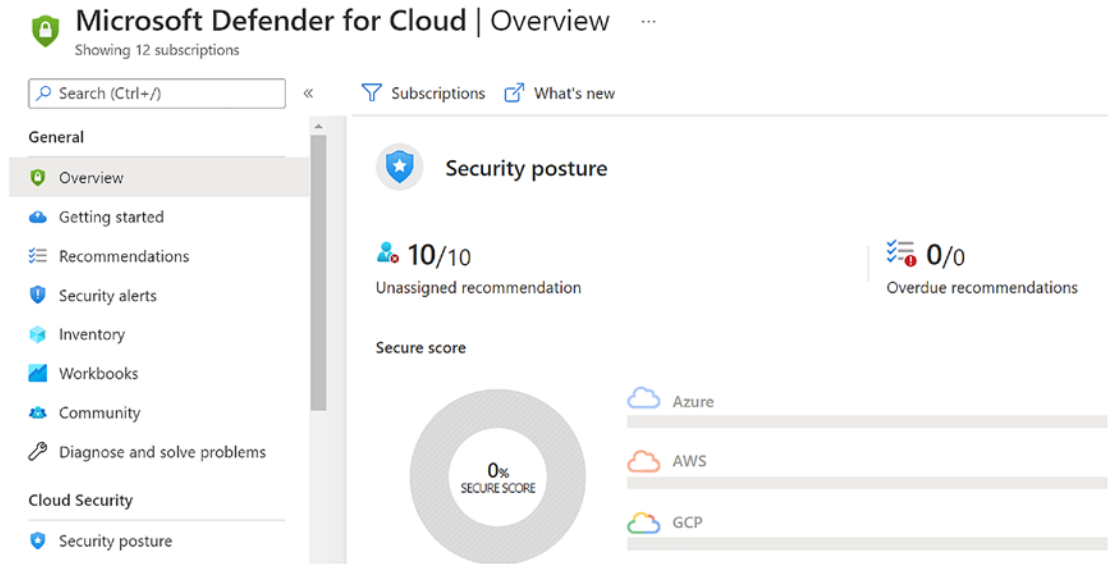 Microsoft Defender for Cloud | Overview ...
Showing 12 subscriptions
Search (Ctrl+/)
«
Subscriptions
What's new
General
Overview
Getting started
Recommendations
Security alerts
Inventory
Workbooks
Community
Diagnose and solve problems
Cloud Security
Security posture
Security posture
10/10
Unassigned recommendation
0/0
Overdue recommendations
Secure score
0%
SECURE SCORE
Azure
AWS
GCP